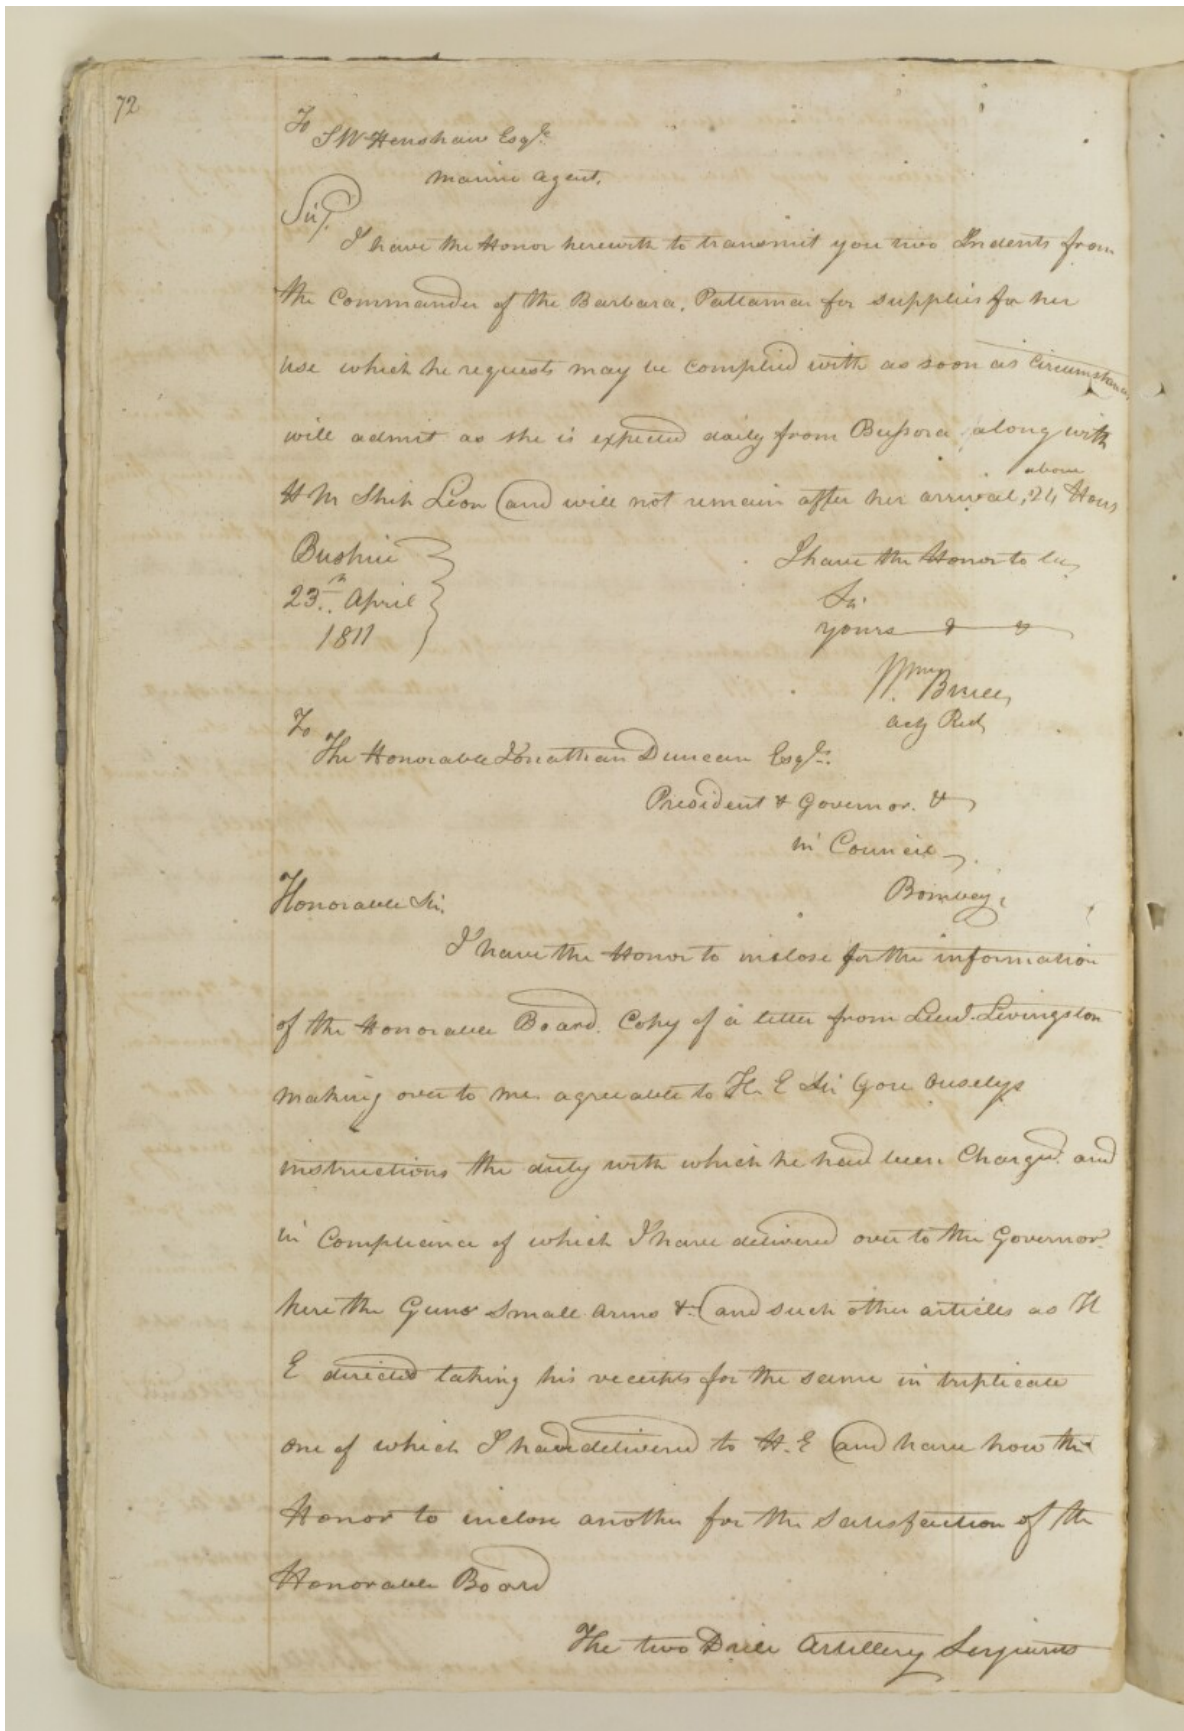 72
To
S W Henshaw Esqr.
Marine Agent,
Sir,
I have the Honor herewith to transmit you two Indents from
the Commander of the Barbara, Pattamar for supplies for her
use which he requests may be complied with as soon as Circumstances
will admit as she is expected daily from Bussora along with
above
H M Ship Lion and will not remain after her arrival, 24 Hours
Bushire
I have the Honor to be,
23rd. April
Sir
1811
yours & &
Wm. Bruce,
actg Rest
To
The Honorable Jonathan Duncan Esqr.
President & Governor. &
in Council
Bombay,
Honorable Sir,
I have the Honor to inclose for the information
of the Honorable Board. Copy of a letter from Lieut. Livingston
making over to me. agreeable to H. E Sir Gore Ouselys
instructions the duty with which he had been Charged. and
in Compliance of which I have delivered over to the Governor
here the Guns Small Arms &c and such other articles as H
E directed taking his receipts for the same in triplicate
one of which I have delivered to H. E and have now the
Honor to inclose another for the Satisfaction of the
Honorable Board
The two Drill Artillery Serjeants